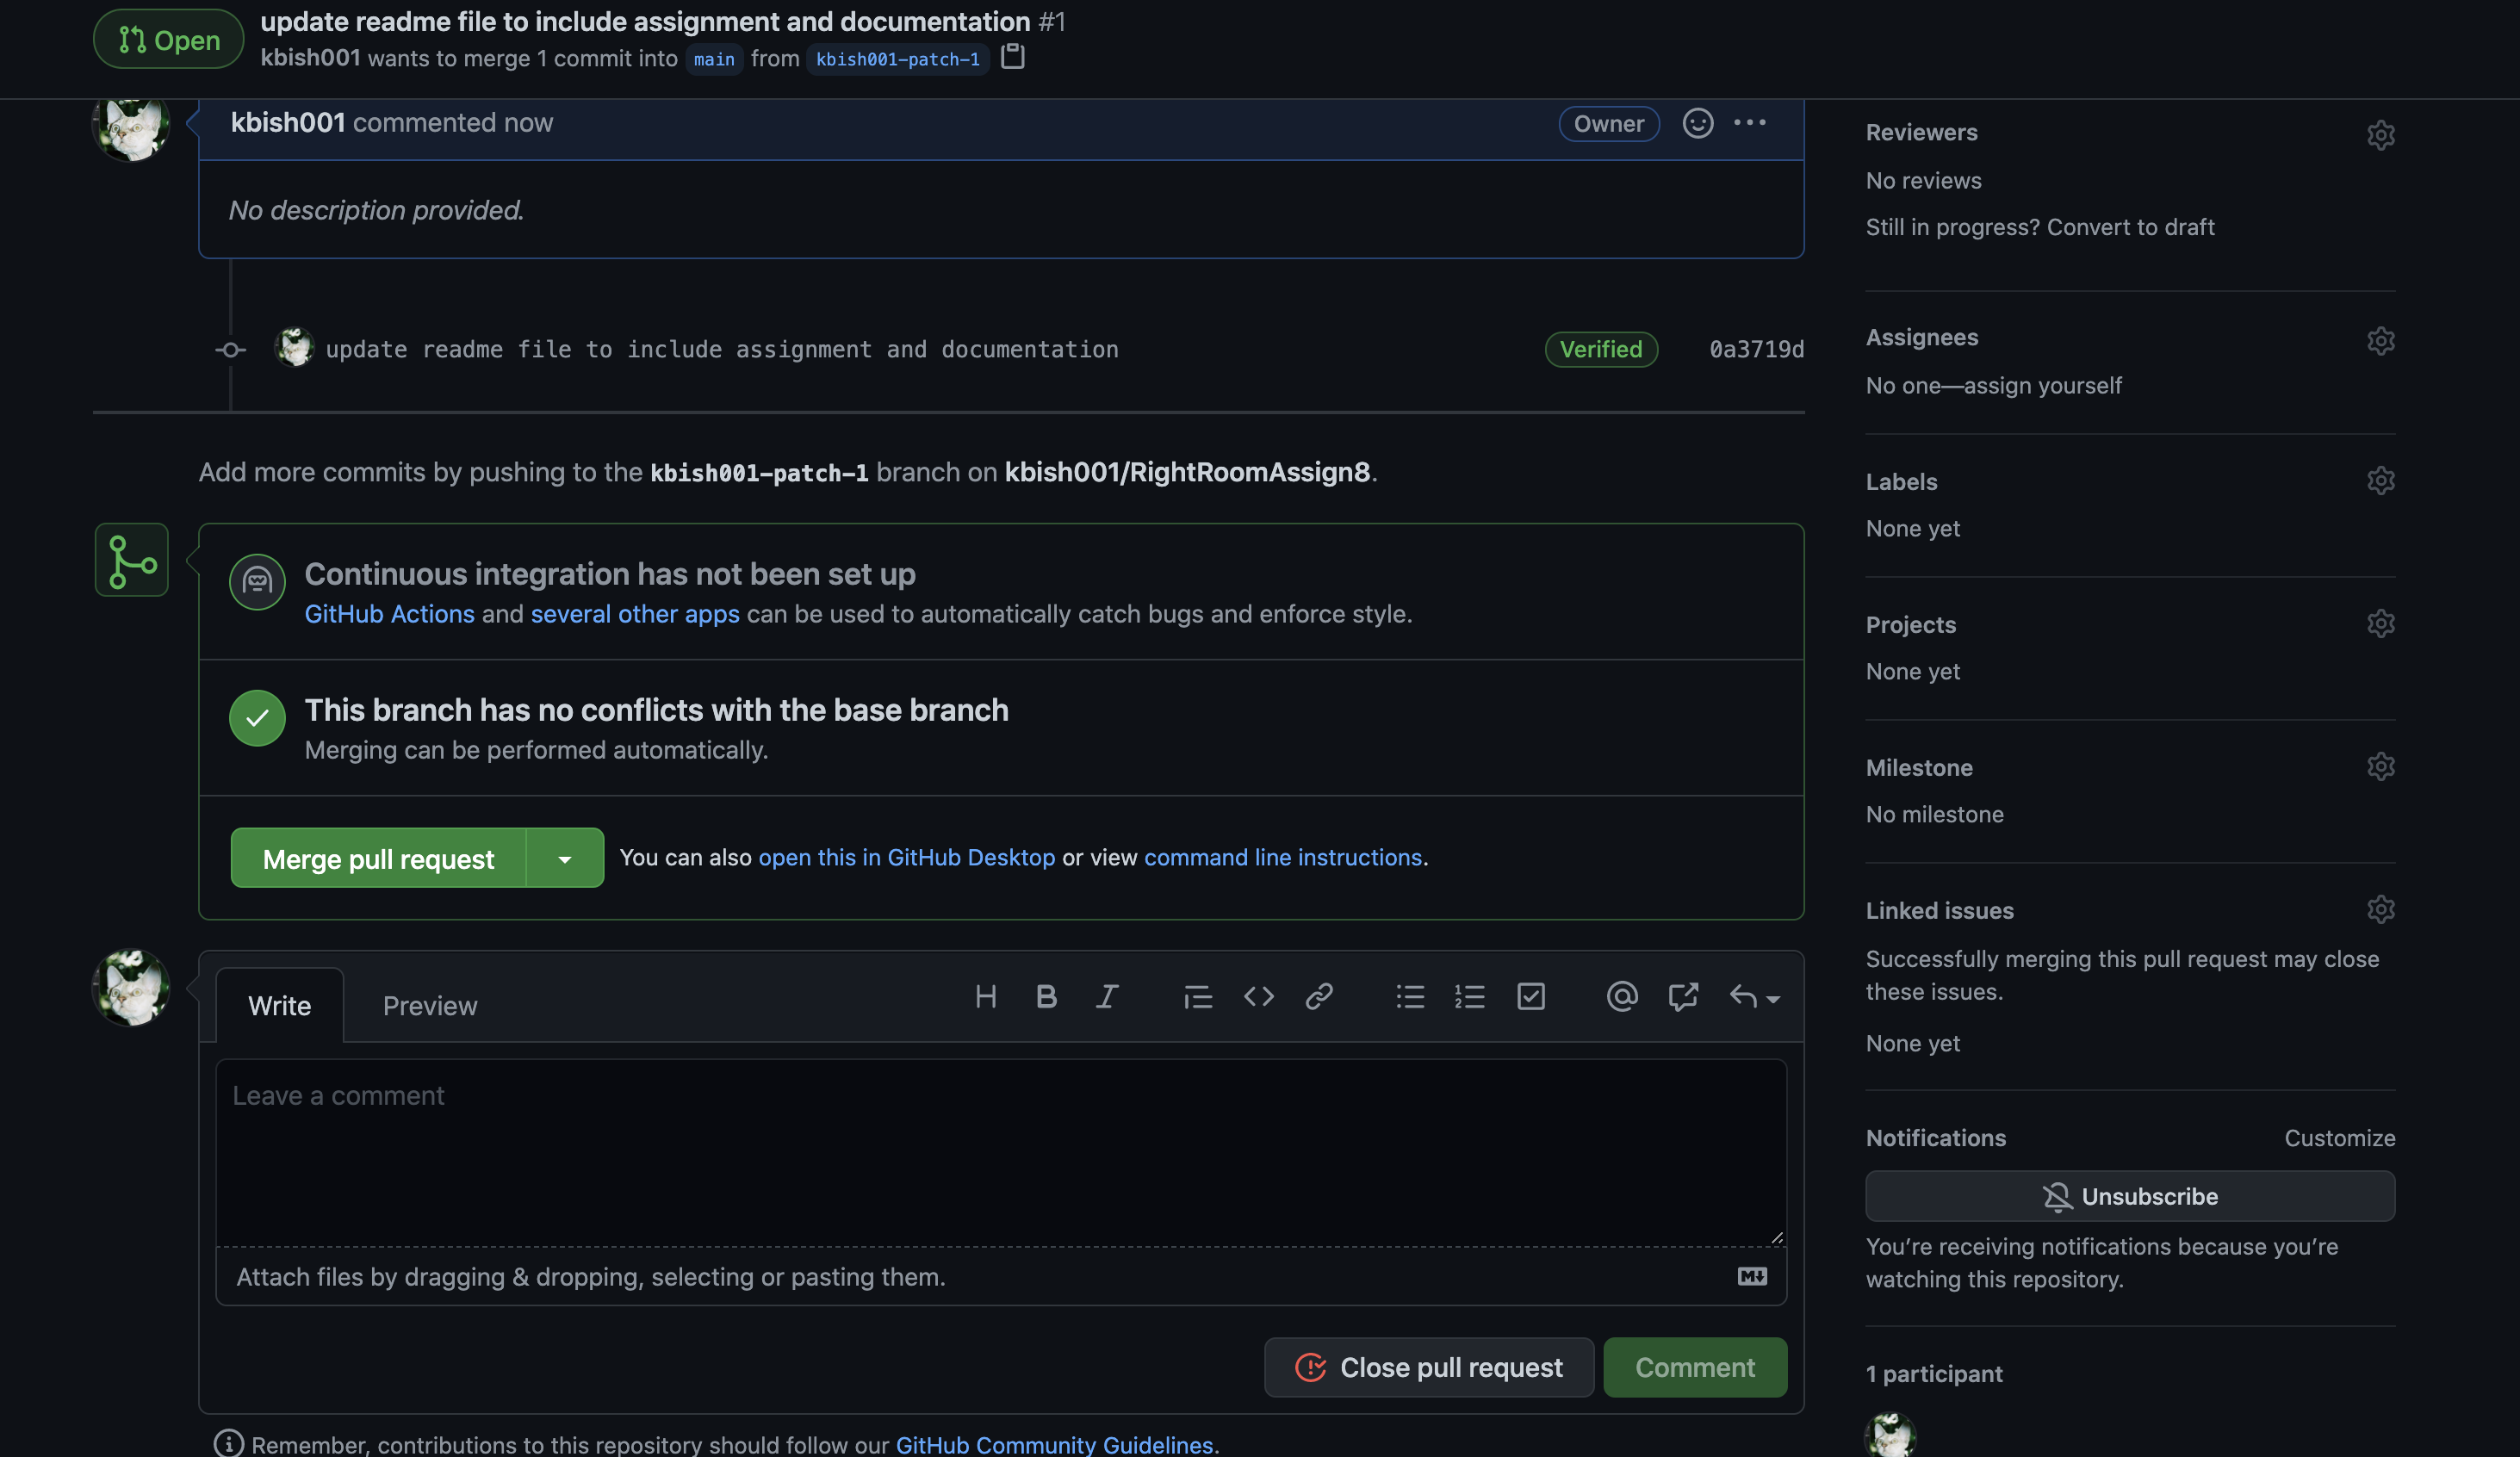 Open
update readme file to include assignment and documentation #1
kbish001 wants to merge 1 commit into main from kbish001-patch-1
kbish001 commented now
Owner
No description provided.
update readme file to include assignment and documentation
Verified
0a3719d
Add more commits by pushing to the kbish001-patch-1 branch on kbish001/RightRoomAssign8.
Continuous integration has not been set up
GitHub Actions and several other apps can be used to automatically catch bugs and enforce style.
This branch has no conflicts with the base branch
Merging can be performed automatically.
Merge pull request
You can also open this in GitHub Desktop or view command line instructions.
Write
Preview
Leave a comment
Attach files by dragging & dropping, selecting or pasting them.
Close pull request
Comment
Remember, contributions to this repository should follow our GitHub Community Guidelines.
Reviewers
No reviews
Still in progress? Convert to draft
Assignees
No one—assign yourself
Labels
None yet
Projects
None yet
Milestone
No milestone
Linked issues
Successfully merging this pull request may close
these issues.
None yet
Notifications
Customize
Unsubscribe
You’re receiving notifications because you’re
watching this repository.
1 participant